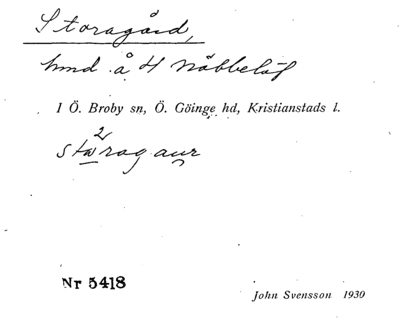 Storagård,
hmd å 4 Näbbelöf
I Ö. Broby sn, Ö. Göinge hd, Kristianstads l.
Nr 5418
John Svensson 1930